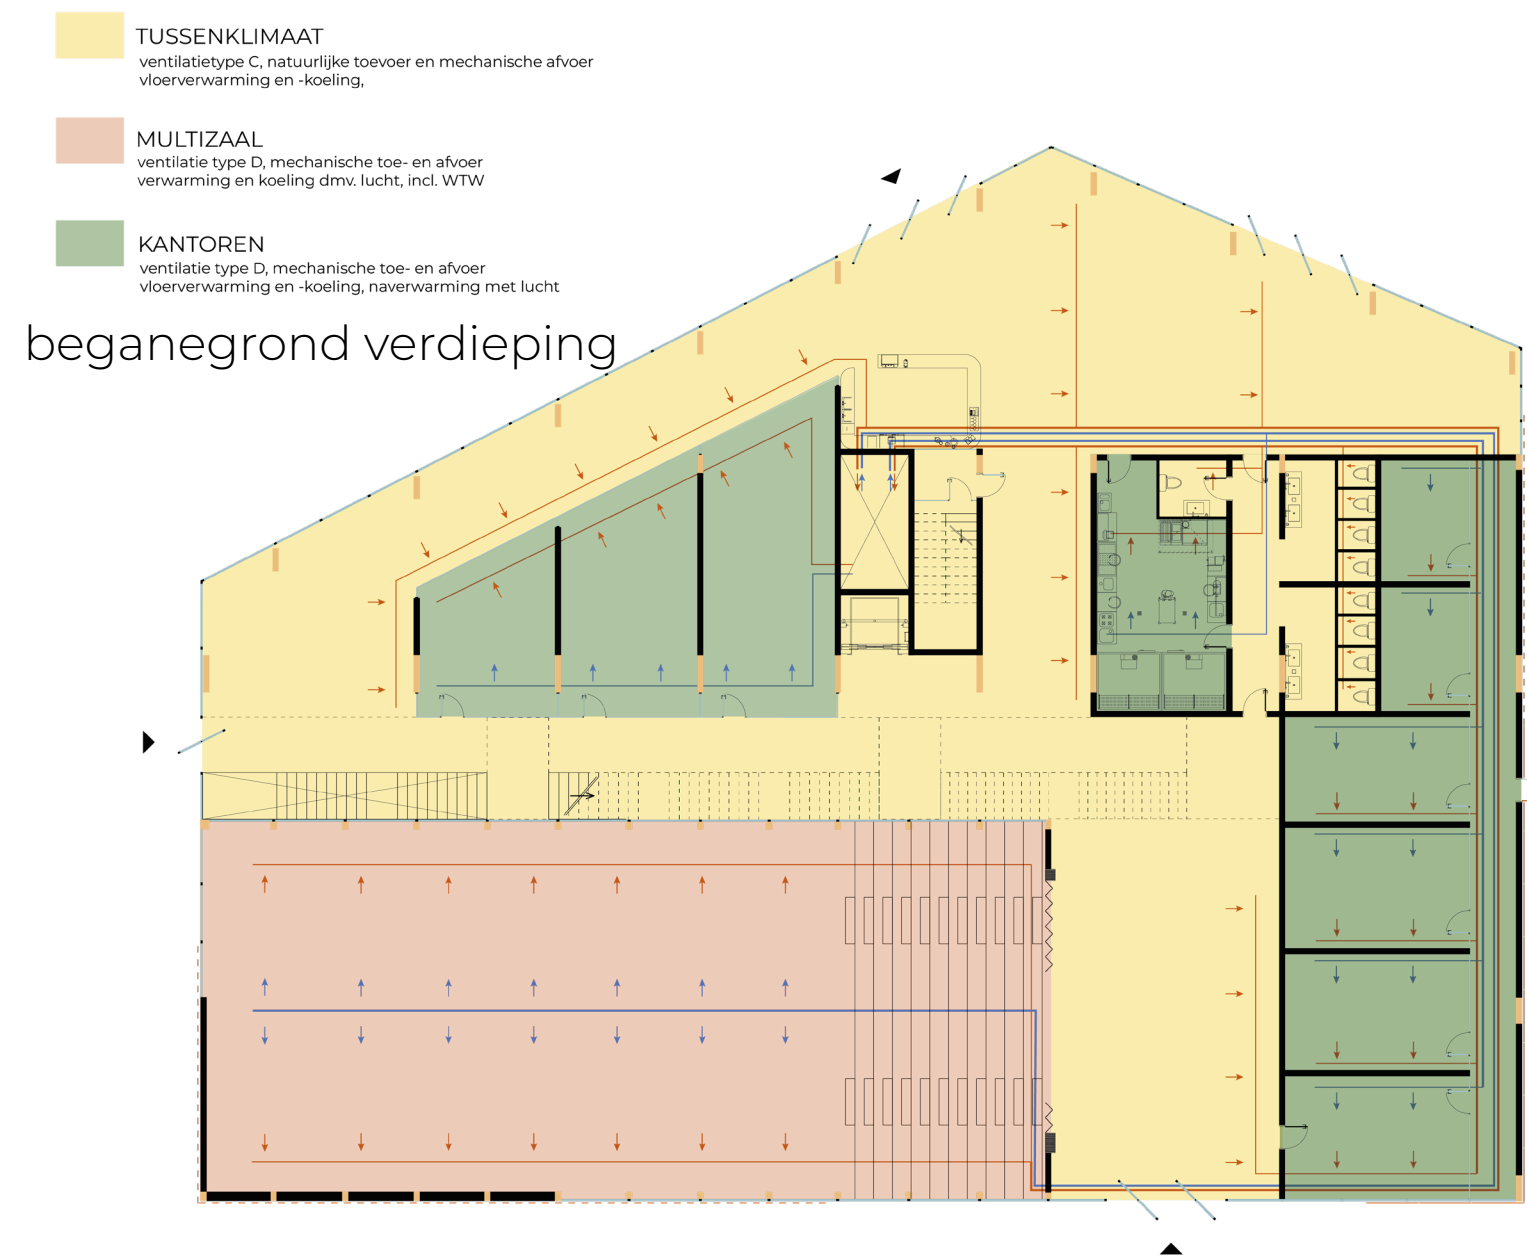 TUSSENKLIMAAT
ventilatietype C, natuurlijke toevoer en mechanische afvoer
vloerverwarming en -koeling,
MULTIZAAL
ventilatie type D, mechanische toe- en afvoer
verwarming en koeling dmv. lucht, incl. WTW
KANTOREN
ventilatie type D, mechanische toe- en afvoer
vloerverwarming en -koeling, naverwarming met lucht
beganegrond verdieping